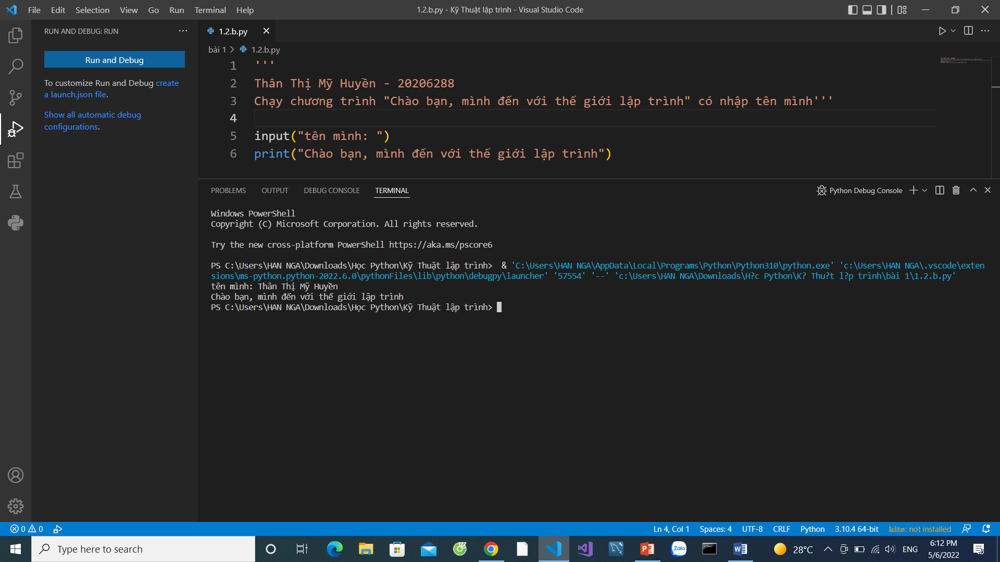 File Edit Selection View Go Run Terminal Help
1.2.b.py - Kỹ Thuật lập trình - Visual Studio Code
RUN AND DEBUG: RUN
Run and Debug
To customize Run and Debug create
a launch.json file.
Show all automatic debug
configurations.
1.2.b.py
bài 1 > 1.2.b.py
1 '''
2 Thân Thị Mỹ Huyền - 20206288
3 Chạy chương trình "Chào bạn, mình đến với thế giới lập trình" có nhập tên mình'''
4
5 input("tên mình: ")
6 print("Chào bạn, mình đến với thế giới lập trình")
PROBLEMS OUTPUT DEBUG CONSOLE TERMINAL
Python Debug Console
Windows PowerShell
Copyright (C) Microsoft Corporation. All rights reserved.
Try the new cross-platform PowerShell https://aka.ms/pscore6
PS C:\Users\HAN NGA\Downloads\Học Python\Kỹ Thuật lập trình>  & 'C:\Users\HAN NGA\AppData\Local\Programs\Python\Python310\python.exe' 'c:\Users\HAN NGA\.vscode\exten
sions\ms-python.python-2022.6.0\pythonFiles\lib\python\debugpy\launcher' '57554' '--' 'c:\Users\HAN NGA\Downloads\H?c Python\K? Thu?t l?p trình\bài 1\1.2.b.py'
tên mình: Thân Thị Mỹ Huyền
Chào bạn, mình đến với thế giới lập trình
PS C:\Users\HAN NGA\Downloads\Học Python\Kỹ Thuật lập trình>
0 0
Ln 4, Col 1 Spaces: 4 UTF-8 CRLF Python 3.10.4 64-bit kite: not installed
Type here to search
Zalo
28°C
ENG
6:12 PM
5/6/2022